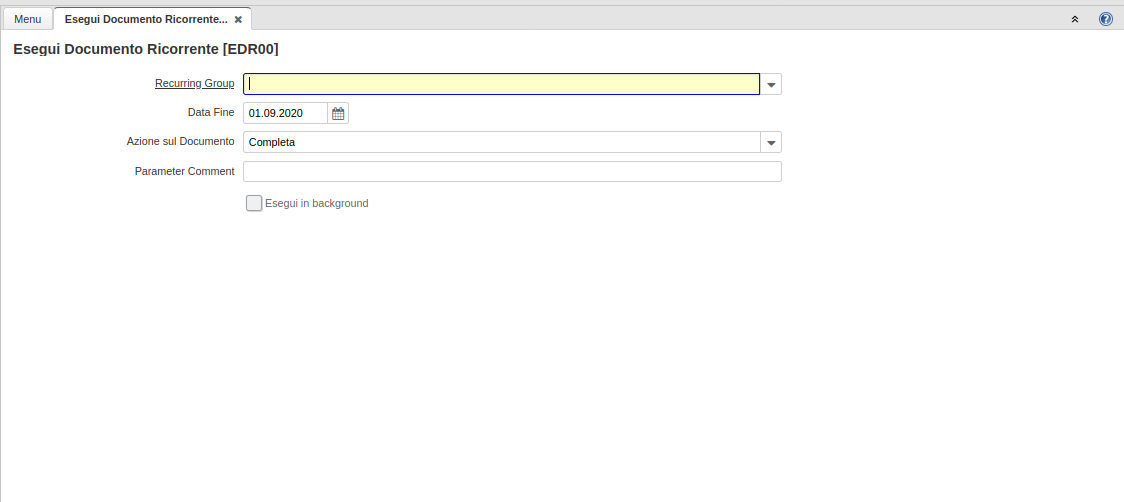 Menu
Esegui Documento Ricorrente...
Esegui Documento Ricorrente [EDR00]
Recurring Group
Data Fine 01.09.2020
Azione sul Documento Completa
Parameter Comment
Esegui in background